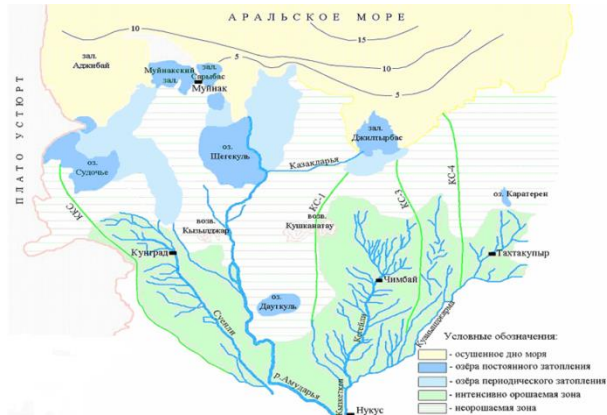 АРАЛЬСКОЕ МОРЕ
10
15
10
5
5
зал.
Аджибай
Муйнакский
зал.
зал.
Сарыбас
Муйнак
ПЛАТО УСТЮРТ
оз.
Судочье
оз.
Шегекуль
зал.
Джилтырбас
Казакдарья
ККС
КС-1
КС-3
КС-4
оз. Каратерен
возв.
Кызылджар
возв.
Кушканатау
Кунград
Тахтакупыр
Чимбай
оз.
Дауткуль
Суенли
р.Амударья
Кегейли
Нукус
Условные обозначения:
- осушенное дно моря
- озёра постоянного затопления
- озёра периодического затопления
- интенсивно орошаемая зона
- неорошаемая зона